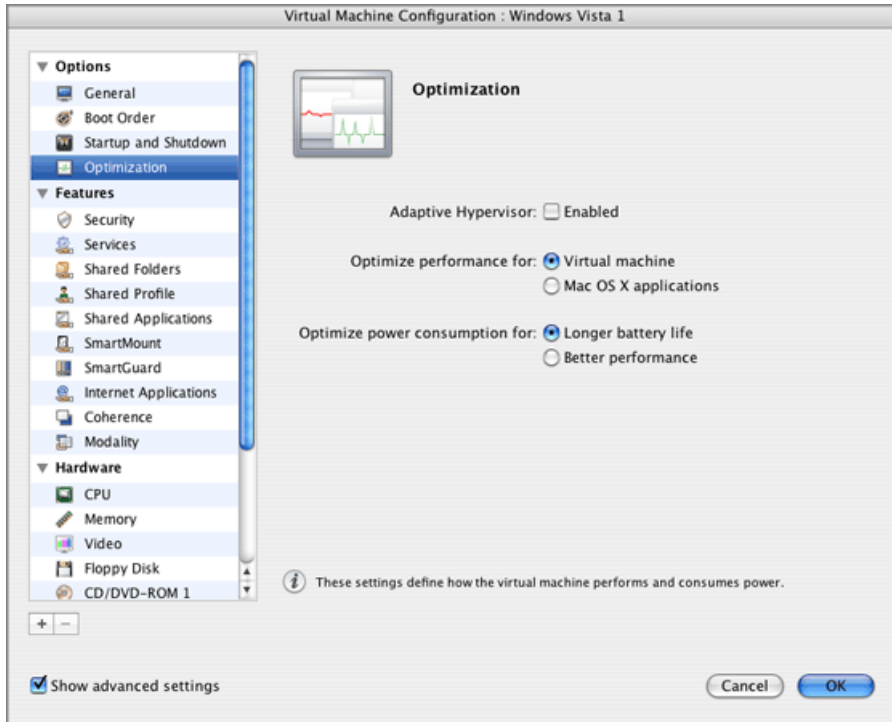 Virtual Machine Configuration : Windows Vista 1
Options
General
Boot Order
Startup and Shutdown
Optimization
Features
Security
Services
Shared Folders
Shared Profile
Shared Applications
SmartMount
SmartGuard
Internet Applications
Coherence
Modality
Hardware
CPU
Memory
Video
Floppy Disk
CD/DVD-ROM 1
+ −
Optimization
Adaptive Hypervisor: Enabled
Optimize performance for: Virtual machine
Mac OS X applications
Optimize power consumption for: Longer battery life
Better performance
These settings define how the virtual machine performs and consumes power.
Show advanced settings
Cancel OK